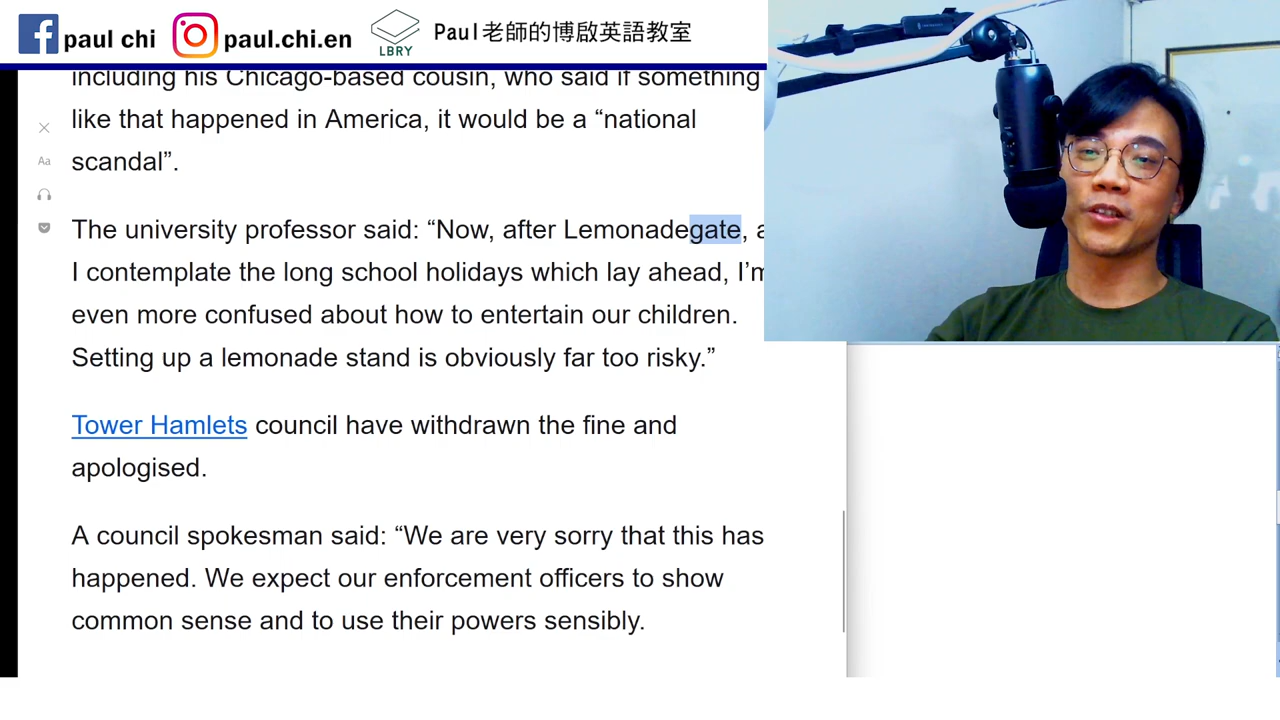 paul chi
paul.chi.en
LBRY
Paul老師的博啟英語教室
including his Chicago-based cousin, who said if something
like that happened in America, it would be a “national
scandal”.
Aa
The university professor said: “Now, after Lemonadegate, a
I contemplate the long school holidays which lay ahead, I’m
even more confused about how to entertain our children.
Setting up a lemonade stand is obviously far too risky.”
Tower Hamlets council have withdrawn the fine and
apologised.
A council spokesman said: “We are very sorry that this has
happened. We expect our enforcement officers to show
common sense and to use their powers sensibly.